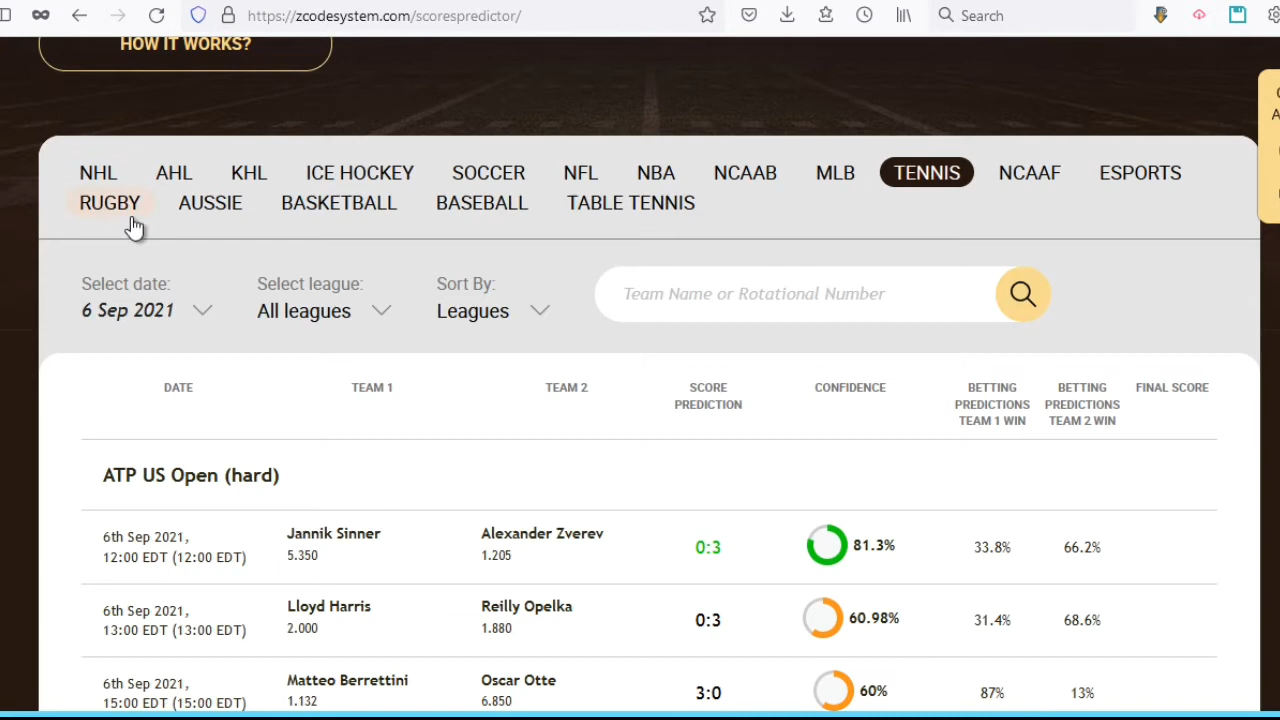 https://zcodesystem.com/scorespredictor/
Search
HOW IT WORKS?
NHL AHL KHL ICE HOCKEY SOCCER NFL NBA NCAAB MLB TENNIS NCAAF ESPORTS
RUGBY AUSSIE BASKETBALL BASEBALL TABLE TENNIS
Select date: Select league: Sort By:
6 Sep 2021 All leagues Leagues
Team Name or Rotational Number
DATE TEAM 1 TEAM 2 SCORE PREDICTION CONFIDENCE BETTING PREDICTIONS TEAM 1 WIN BETTING PREDICTIONS TEAM 2 WIN FINAL SCORE
ATP US Open (hard)
6th Sep 2021, Jannik Sinner Alexander Zverev 0:3 81.3% 33.8% 66.2%
12:00 EDT (12:00 EDT) 5.350 1.205
6th Sep 2021, Lloyd Harris Reilly Opelka 0:3 60.98% 31.4% 68.6%
13:00 EDT (13:00 EDT) 2.000 1.880
6th Sep 2021, Matteo Berrettini Oscar Otte 3:0 60% 87% 13%
15:00 EDT (15:00 EDT) 1.132 6.850